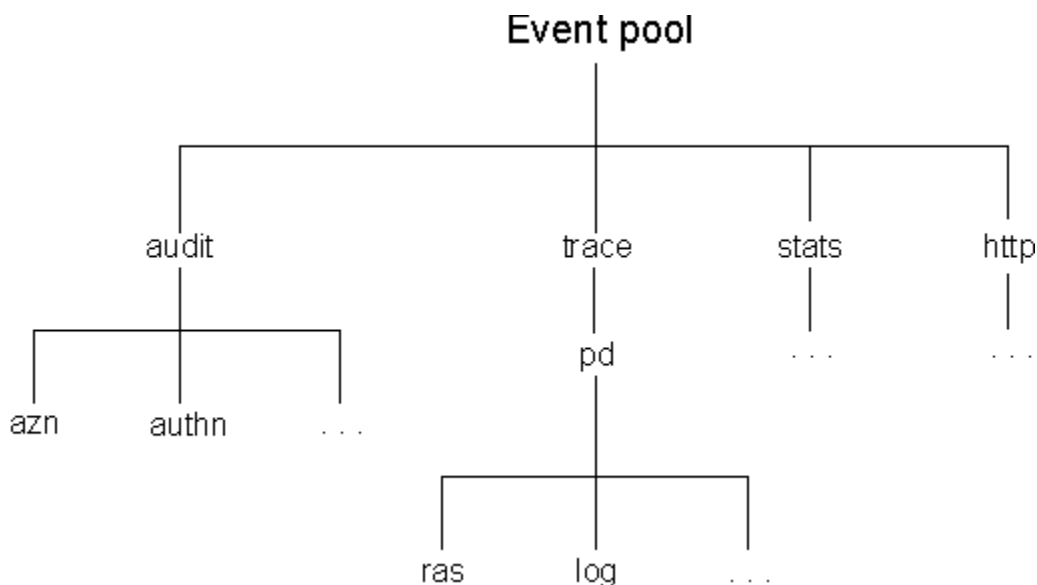 Event pool
audit trace stats http
pd . . . . . .
azn authn . . .
ras log . . .